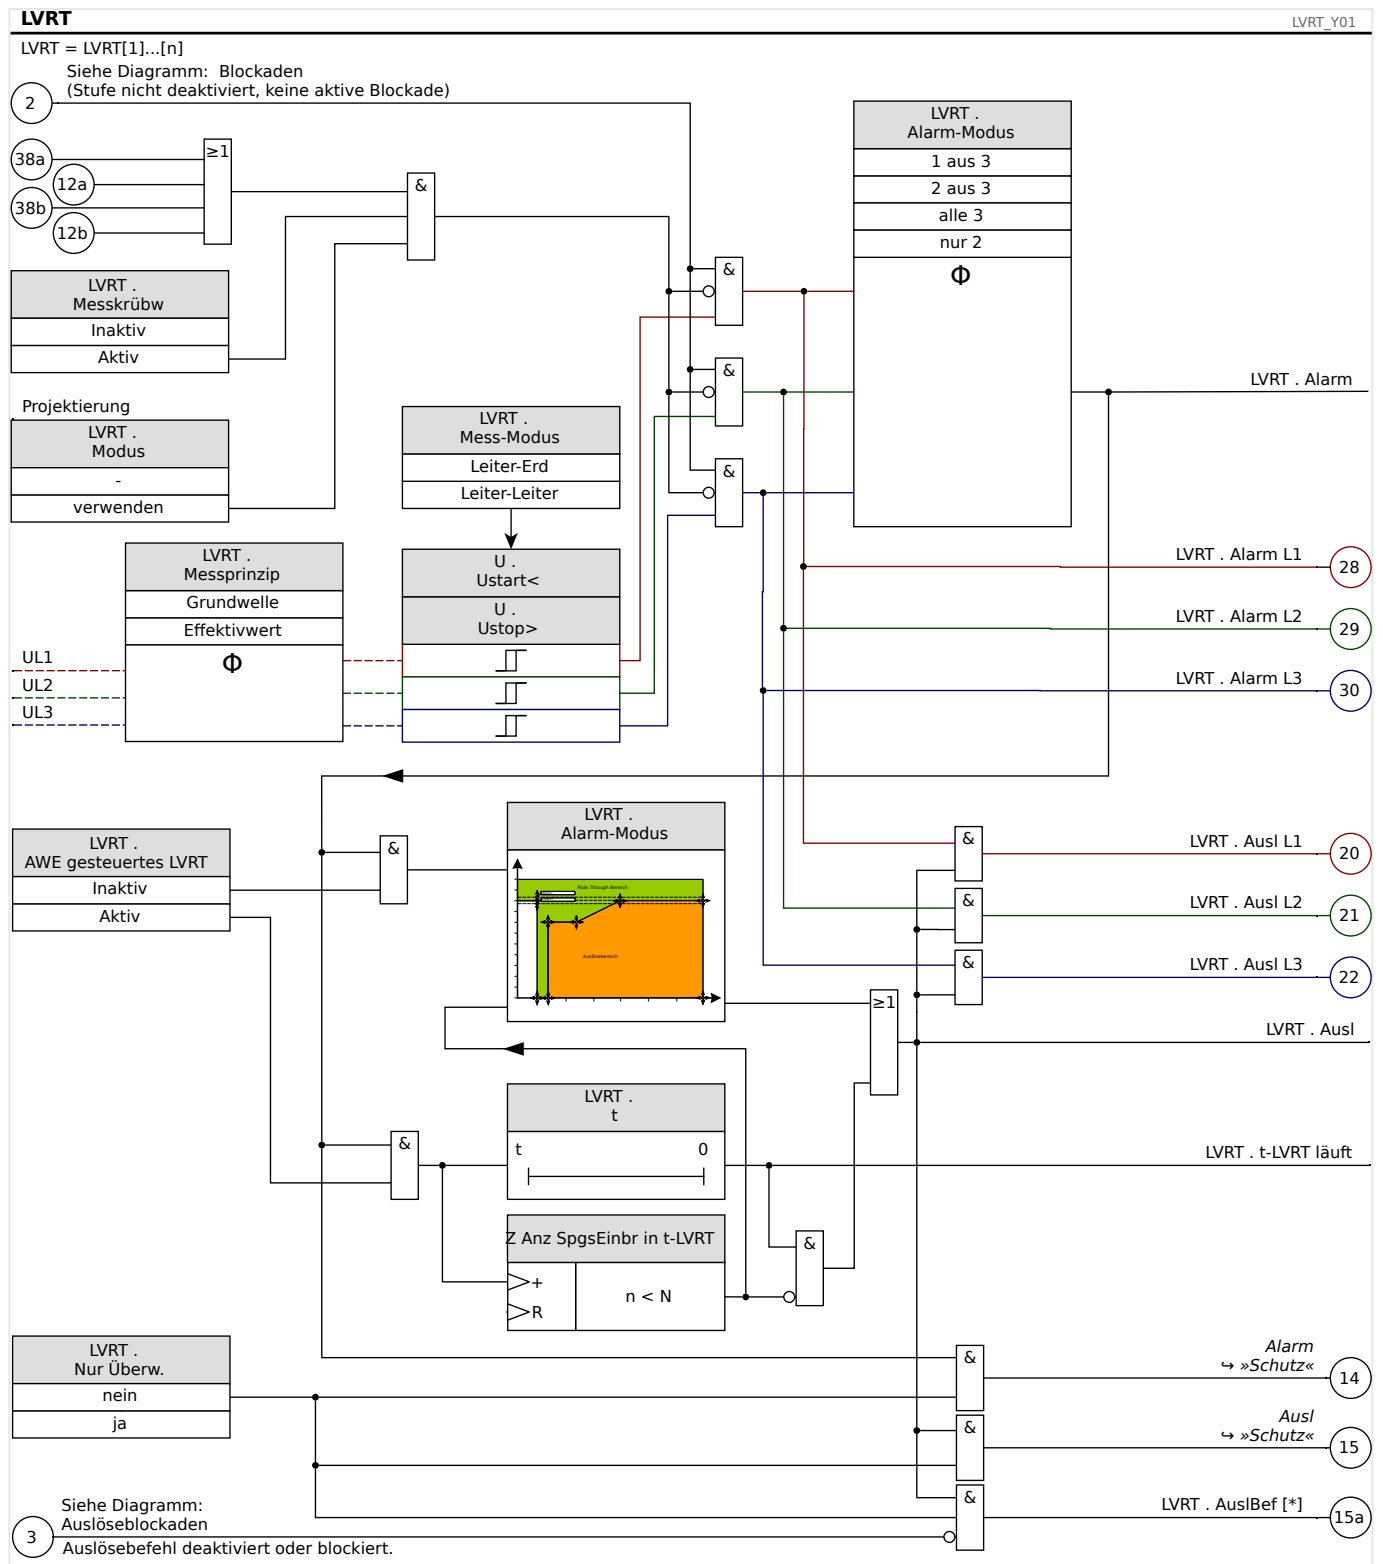 LVRT
LVRT_Y01
LVRT = LVRT[1]...[n]
Siehe Diagramm: Blockaden
(Stufe nicht deaktiviert, keine aktive Blockade)
2
38a
12a
38b
12b
≥1
&
LVRT .
Alarm-Modus
1 aus 3
2 aus 3
alle 3
nur 2
Φ
LVRT .
Messkrübw
Inaktiv
Aktiv
&
&
&
LVRT . Alarm
Projektierung
LVRT .
Modus
-
verwenden
LVRT .
Mess-Modus
Leiter-Erd
Leiter-Leiter
LVRT .
Messprinzip
Grundwelle
Effektivwert
Φ
U .
Ustart<
U .
Ustop>
UL1
UL2
UL3
LVRT . Alarm L1
28
LVRT . Alarm L2
29
LVRT . Alarm L3
30
LVRT .
AWE gesteuertes LVRT
Inaktiv
Aktiv
&
LVRT .
Alarm-Modus
Ride Through Bereich
Auslösebereich
&
LVRT . Ausl L1
20
&
LVRT . Ausl L2
21
&
LVRT . Ausl L3
22
≥1
LVRT . Ausl
&
LVRT .
t
t 0
LVRT . t-LVRT läuft
Z Anz SpgsEinbr in t-LVRT
+
R
n < N
&
LVRT .
Nur Überw.
nein
ja
&
Alarm
↪ »Schutz«
14
&
Ausl
↪ »Schutz«
15
&
LVRT . AuslBef [*]
15a
Siehe Diagramm:
Auslöseblockaden
3
Auslösebefehl deaktiviert oder blockiert.